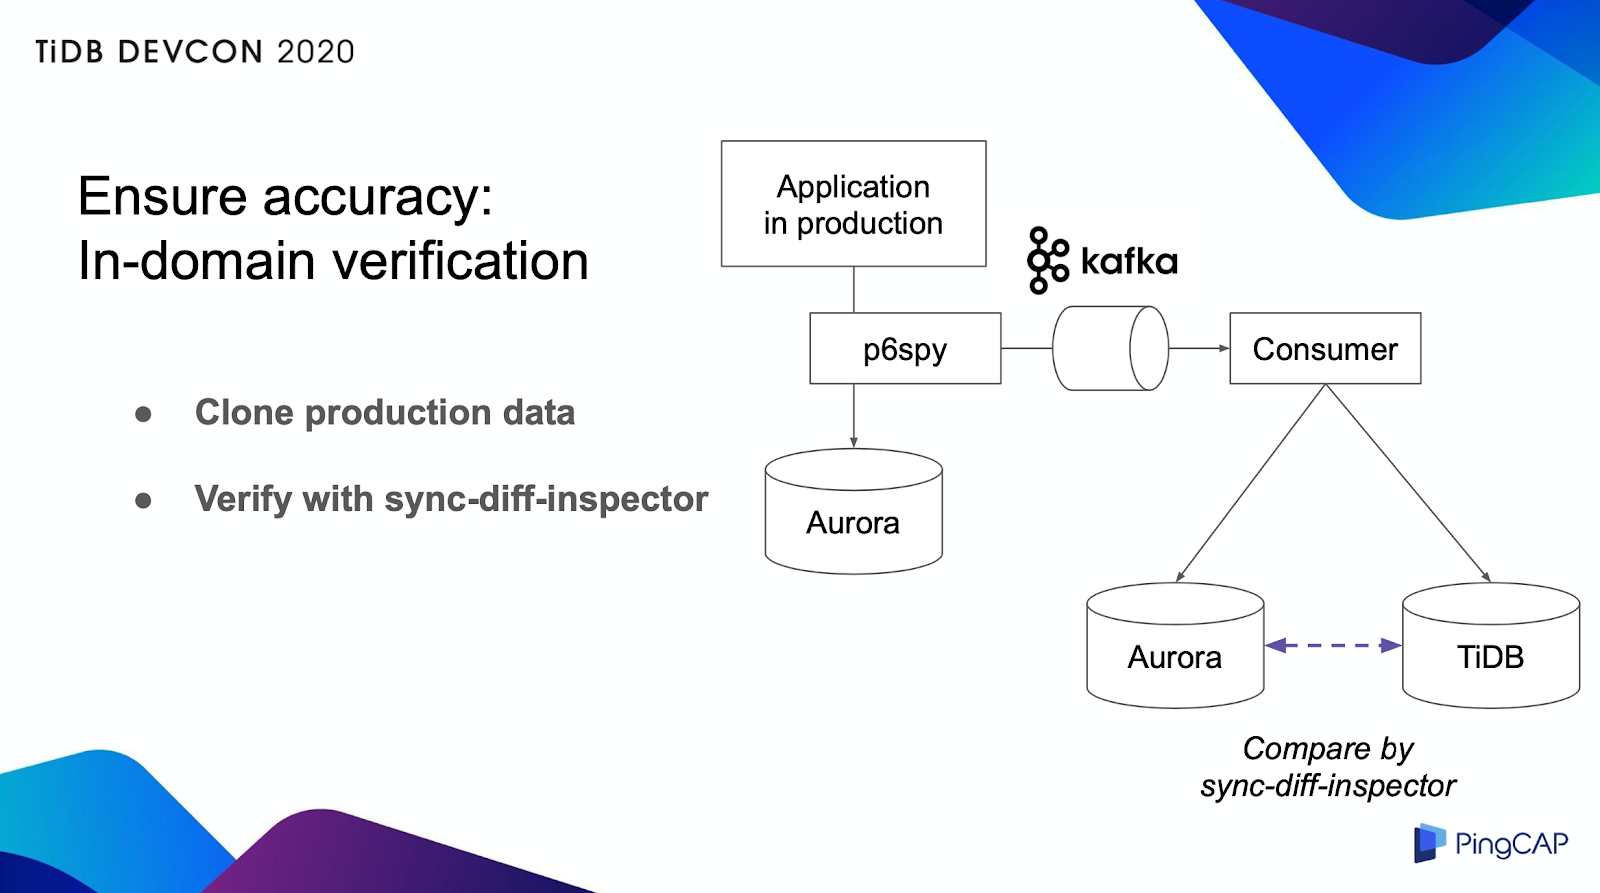 TiDB DEVCON 2020
Ensure accuracy:
In-domain verification
● Clone production data
● Verify with sync-diff-inspector
Application
in production
kafka
p6spy
Consumer
Aurora
Aurora
TiDB
Compare by
sync-diff-inspector
PingCAP